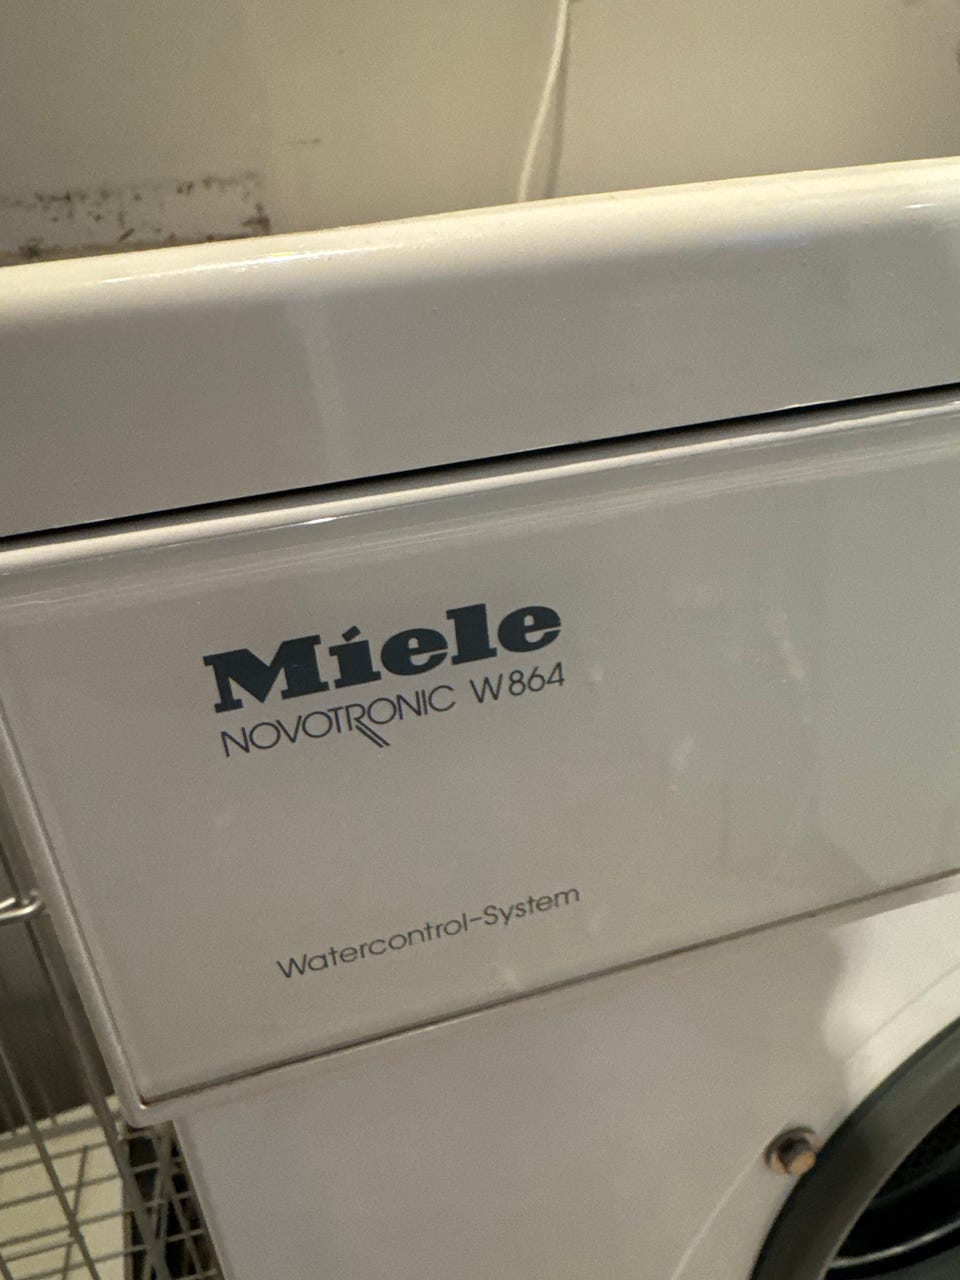 Miele
NOVOTRONIC W864
Watercontrol-System